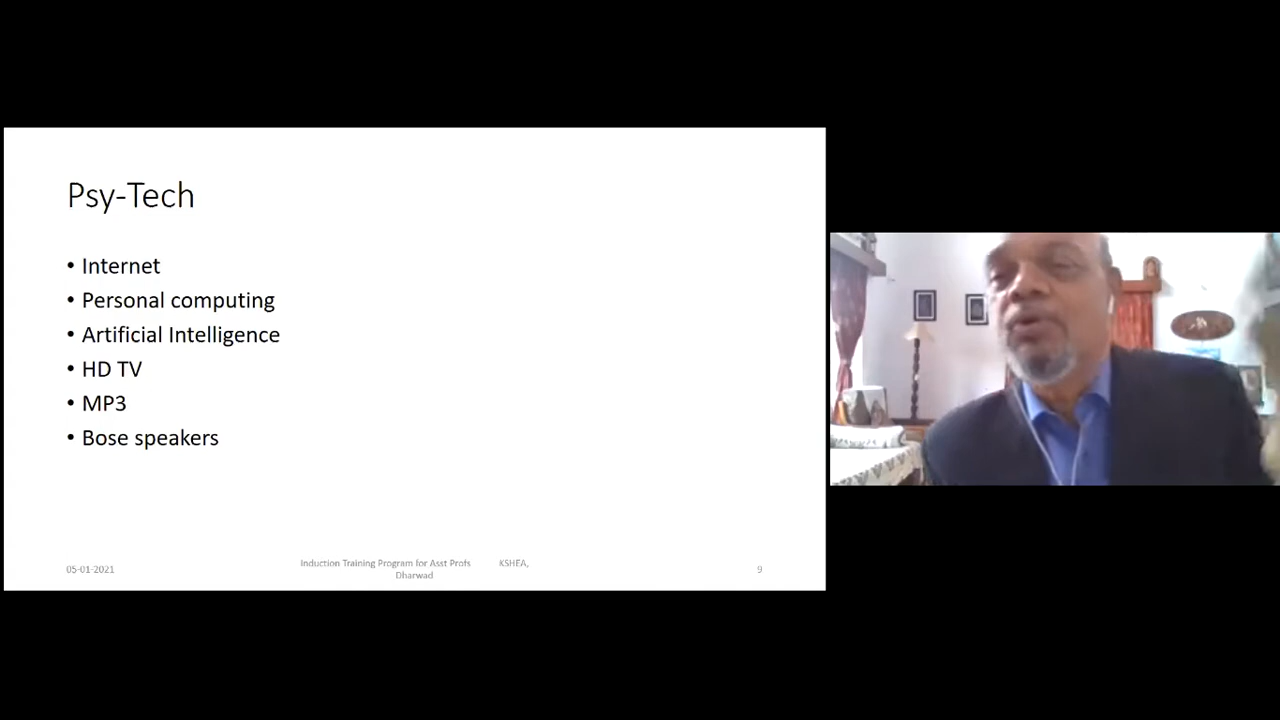 Psy-Tech
• Internet
• Personal computing
• Artificial Intelligence
• HD TV
• MP3
• Bose speakers
05-01-2021
Induction Training Program for Asst Profs KSHEA,
Dharwad
9